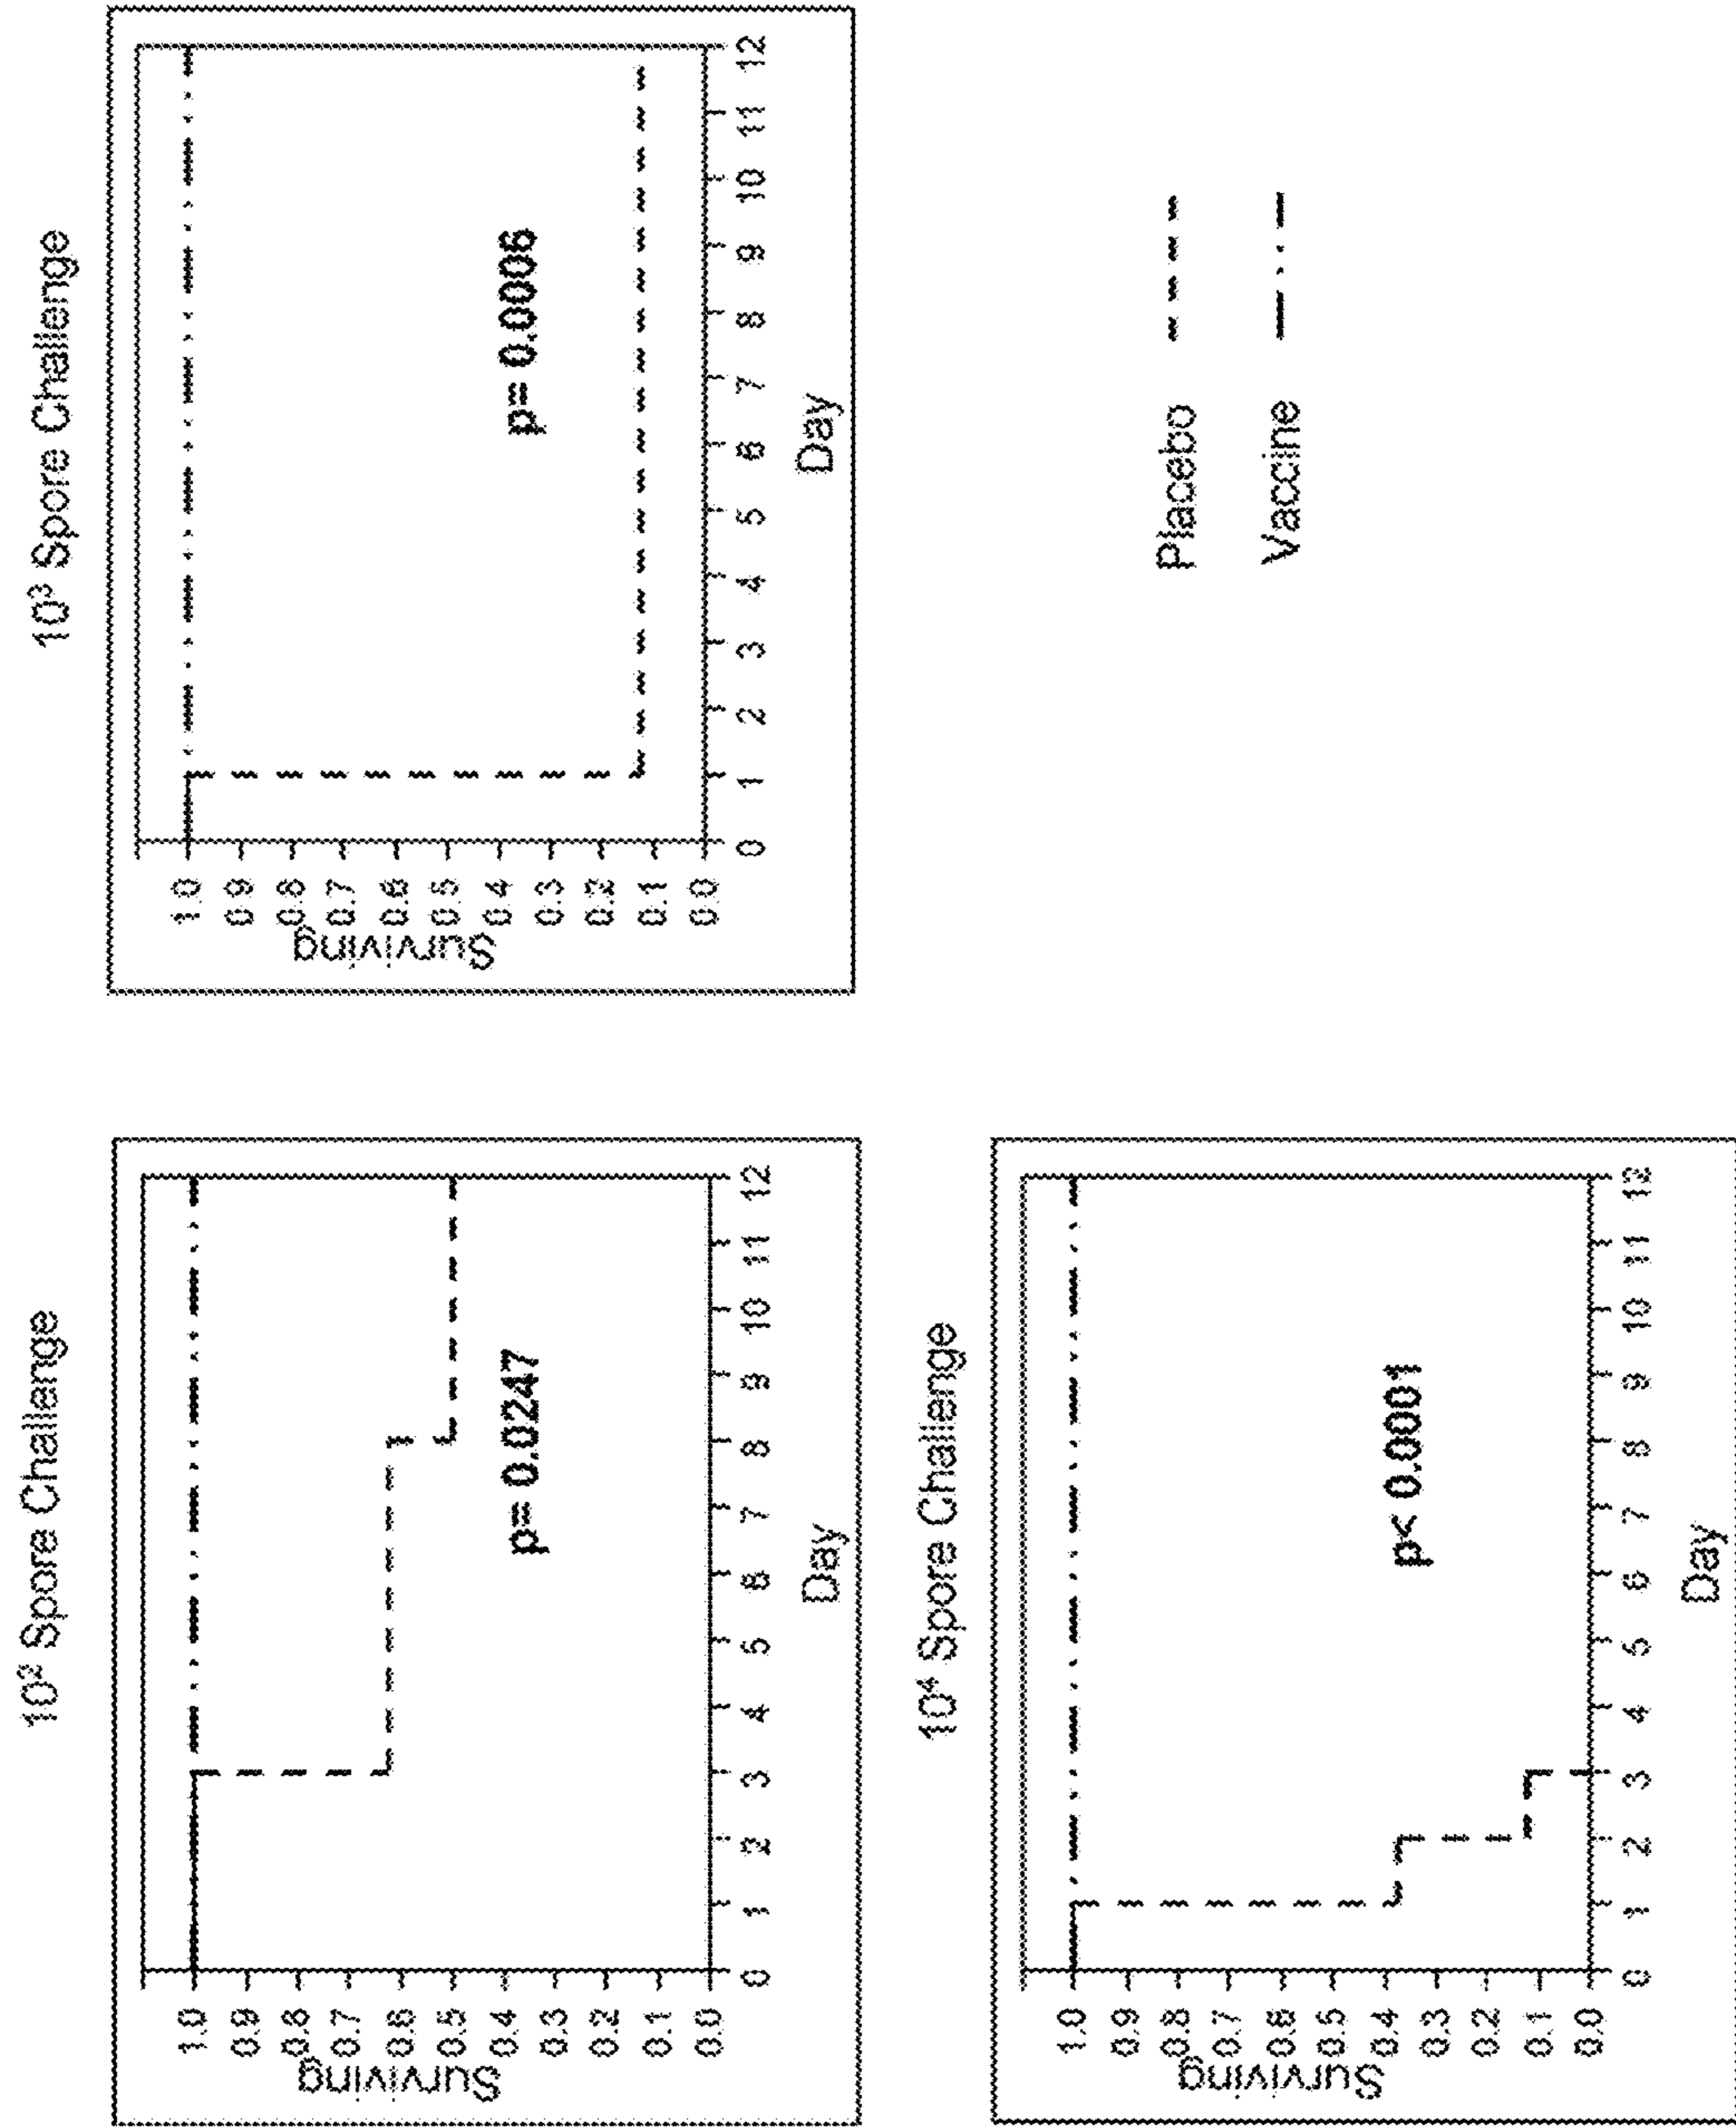 10² Spore Challenge
Surviving
1.0
0.9
0.8
0.7
0.6
0.5
0.4
0.3
0.2
0.1
0.0
p= 0.0247
0 1 2 3 4 5 6 7 8 9 10 11 12
Day
10³ Spore Challenge
Surviving
1.0
0.9
0.8
0.7
0.6
0.5
0.4
0.3
0.2
0.1
0.0
p= 0.0006
0 1 2 3 4 5 6 7 8 9 10 11 12
Day
10⁴ Spore Challenge
Surviving
1.0
0.9
0.8
0.7
0.6
0.5
0.4
0.3
0.2
0.1
0.0
p< 0.0001
0 1 2 3 4 5 6 7 8 9 10 11 12
Day
Placebo
Vaccine